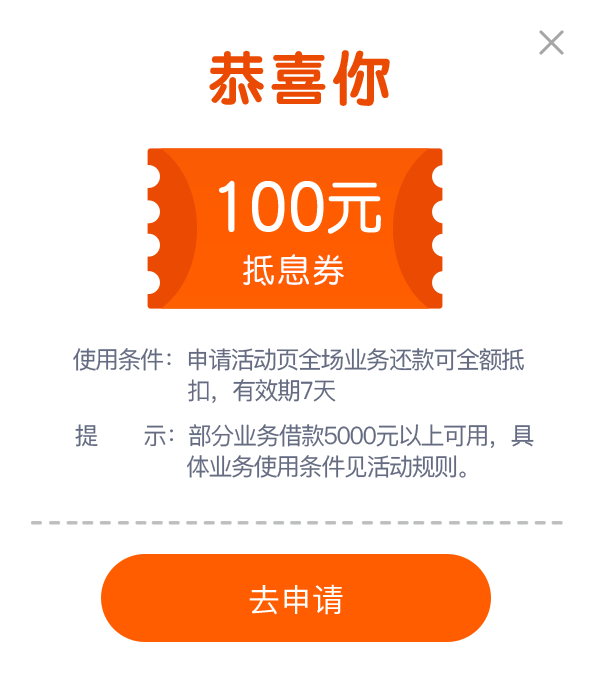 恭喜你
100元
抵息券
使用条件：申请活动页全场业务还款可全额抵
扣，有效期7天
提　　示：部分业务借款5000元以上可用，具
体业务使用条件见活动规则。
去申请